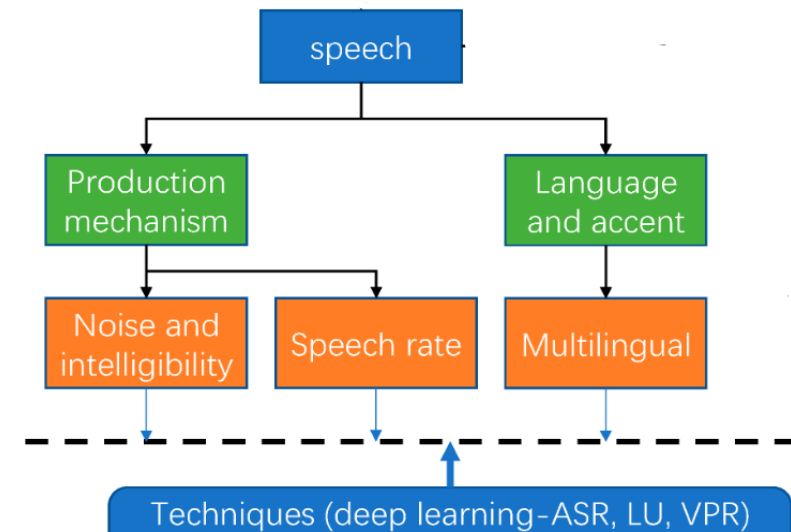 speech
Production
mechanism
Language
and accent
Noise and
intelligibility
Speech rate
Multilingual
Techniques (deep learning-ASR, LU, VPR)